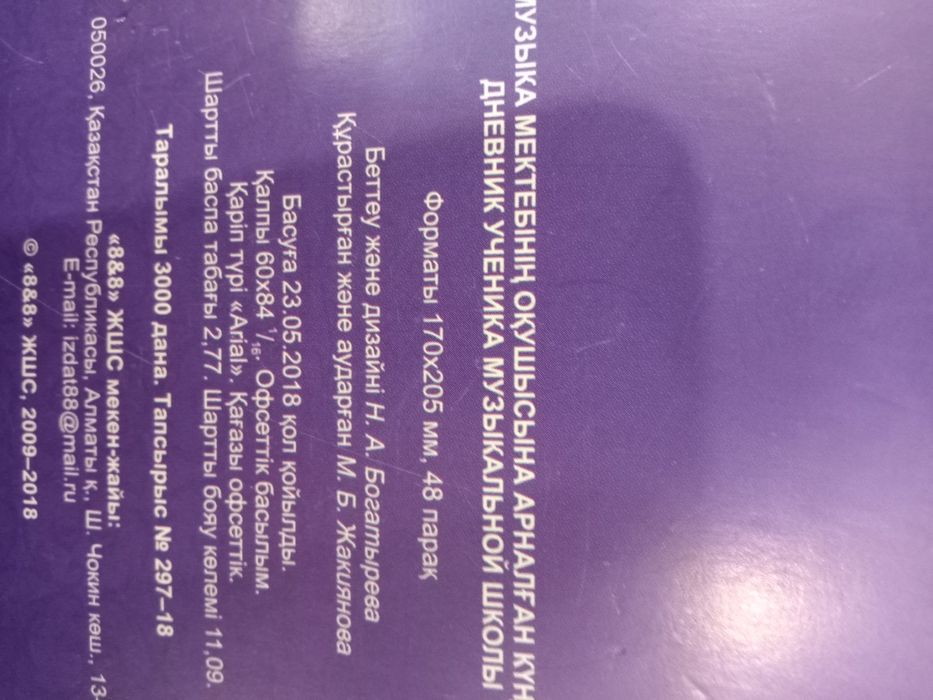 МУЗЫКА МЕКТЕБІНІҢ ОҚУШЫСЫНА АРНАЛҒАН КҮН
ДНЕВНИК УЧЕНИКА МУЗЫКАЛЬНОЙ ШКОЛЫ
Форматы 170х205 мм, 48 парақ
Беттеу және дизайні Н. А. Богатырева
Құрастырған және аударған М. Б. Жакиянова
Басуға 23.05.2018 қол қойылды.
Қалпы 60х84 1/16. Офсеттік басылым.
Қаріп түрі «Arial». Қағазы офсеттік.
Шартты баспа табағы 2,77. Шартты бояу көлемі 11,09.
Таралымы 3000 дана. Тапсырыс № 297–18
«8&8» ЖШС мекен-жайы:
050026, Қазақстан Республикасы, Алматы қ., Ш. Чокин көш., 13
E-mail: izdat88@mail.ru
© «8&8» ЖШС, 2009–2018